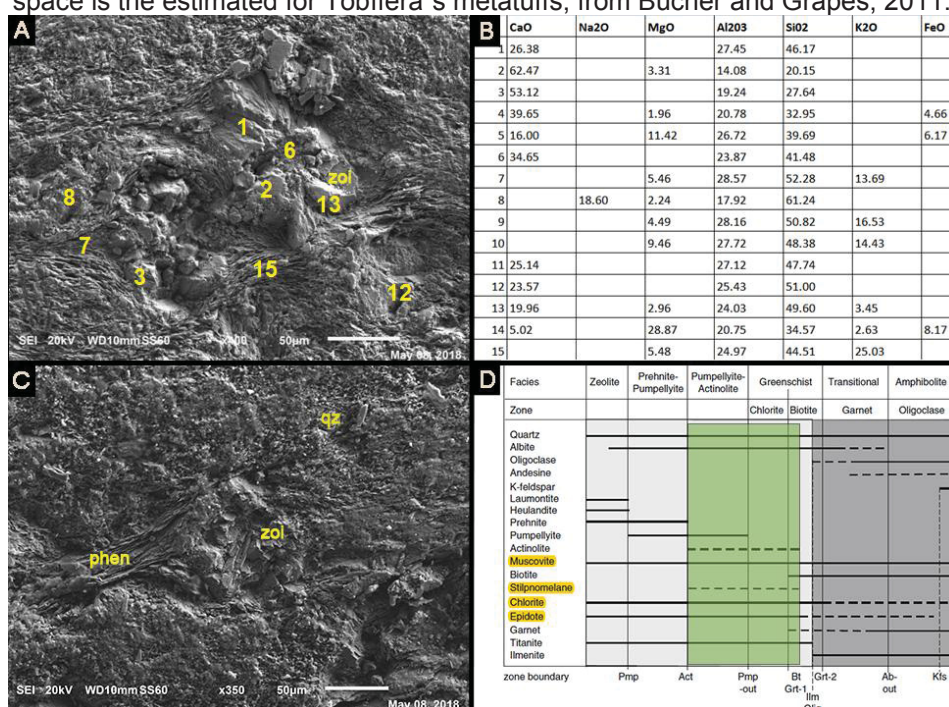 space is the estimated for Tobífera´s metatuffs, from Bucher and Grapes, 2011.
A
1
6
zoi
2
8
13
7
15
3
12
SEI 20kV WD10mm SS60 x400 50µm
May 08, 2018
B
CaO Na2O MgO Al203 Si02 K2O FeO
1 26.38 27.45 46.17
2 62.47 3.31 14.08 20.15
3 53.12 19.24 27.64
4 39.65 1.96 20.78 32.95 4.66
5 16.00 11.42 26.72 39.69 6.17
6 34.65 23.87 41.48
7 5.46 28.57 52.28 13.69
8 18.60 2.24 17.92 61.24
9 4.49 28.16 50.82 16.53
10 9.46 27.72 48.38 14.43
11 25.14 27.12 47.74
12 23.57 25.43 51.00
13 19.96 2.96 24.03 49.60 3.45
14 5.02 28.87 20.75 34.57 2.63 8.17
15 5.48 24.97 44.51 25.03
C
qz
zoi
phen
SEI 20kV WD10mm SS60 x350 50µm
May 08, 2018
D
Facies Zeolite Prehnite-Pumpellyite Pumpellyite-Actinolite Greenschist Transitional Amphibolite
Zone Chlorite Biotite Garnet Oligoclase
Quartz
Albite
Oligoclase
Andesine
K-feldspar
Laumontite
Heulandite
Prehnite
Pumpellyite
Actinolite
Muscovite
Biotite
Stilpnomelane
Chlorite
Epidote
Garnet
Titanite
Ilmenite
zone boundary Pmp Act Pmp-out Bt Grt-1 Grt-2 Ab-out Kfs
Ilm